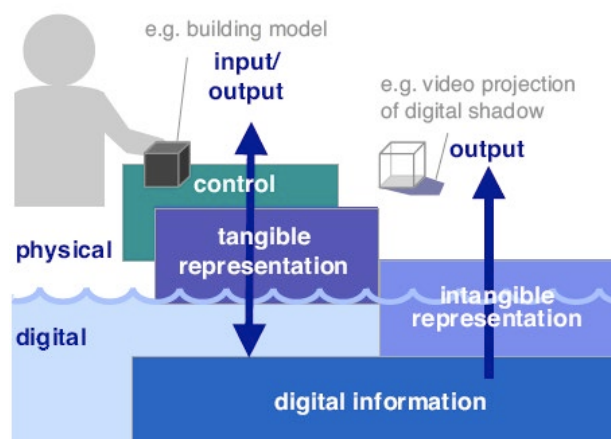 e.g. building model
input/
output
e.g. video projection
of digital shadow
output
control
tangible
representation
physical
intangible
representation
digital
digital information